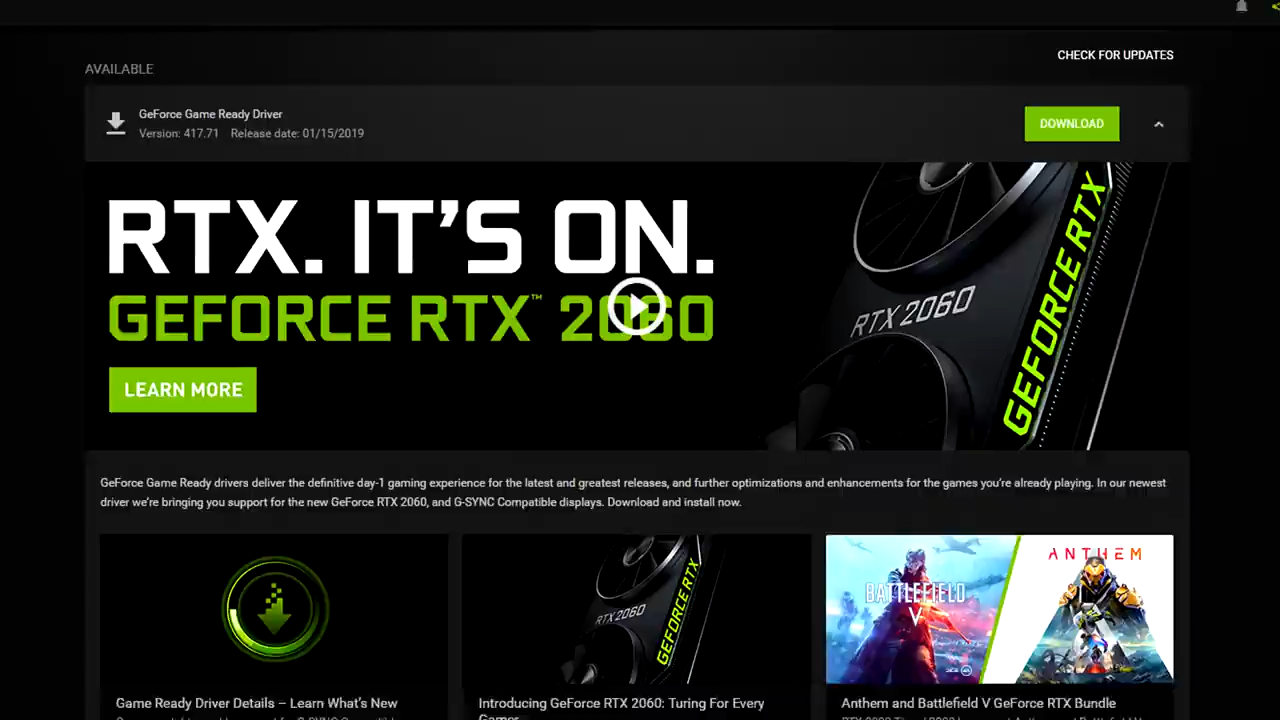 CHECK FOR UPDATES
AVAILABLE
GeForce Game Ready Driver
Version: 417.71 Release date: 01/15/2019
DOWNLOAD
RTX. IT'S ON.
GEFORCE RTX™ 2060
LEARN MORE
RTX 2060
GEFORCE RTX
GeForce Game Ready drivers deliver the definitive day-1 gaming experience for the latest and greatest releases, and further optimizations and enhancements for the games you're already playing. In our newest
driver we're bringing you support for the new GeForce RTX 2060, and G-SYNC Compatible displays. Download and install now.
RTX 2060
GEFORCE RTX
BATTLEFIELD
V
ANTHEM
Game Ready Driver Details – Learn What's New
Introducing GeForce RTX 2060: Turing For Every
Gamer
Anthem and Battlefield V GeForce RTX Bundle